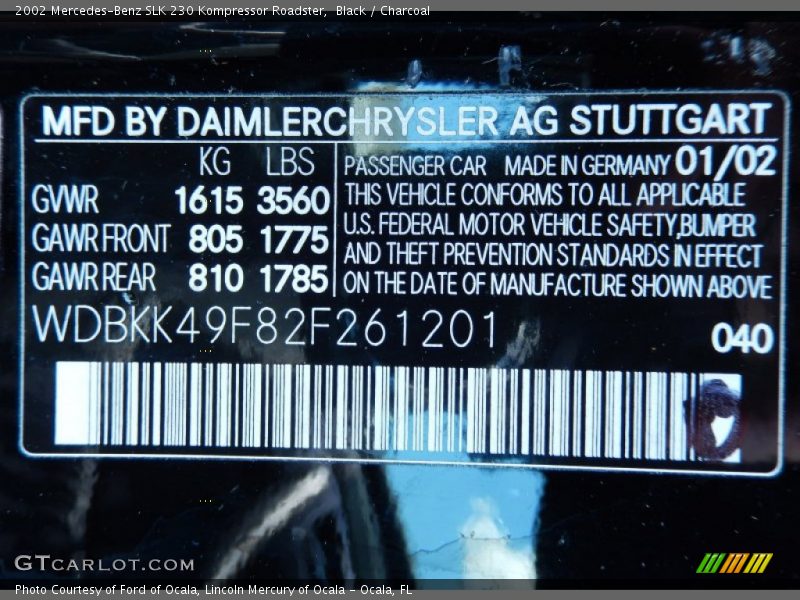 2002 Mercedes-Benz SLK 230 Kompressor Roadster, Black / Charcoal
MFD BY DAIMLERCHRYSLER AG STUTTGART
KG LBS
GVWR 1615 3560
GAWR FRONT 805 1775
GAWR REAR 810 1785
PASSENGER CAR MADE IN GERMANY 01/02
THIS VEHICLE CONFORMS TO ALL APPLICABLE
U.S. FEDERAL MOTOR VEHICLE SAFETY,BUMPER
AND THEFT PREVENTION STANDARDS IN EFFECT
ON THE DATE OF MANUFACTURE SHOWN ABOVE
WDBKK49F82F261201
040
GTCARLOT.COM
Photo Courtesy of Ford of Ocala, Lincoln Mercury of Ocala - Ocala, FL